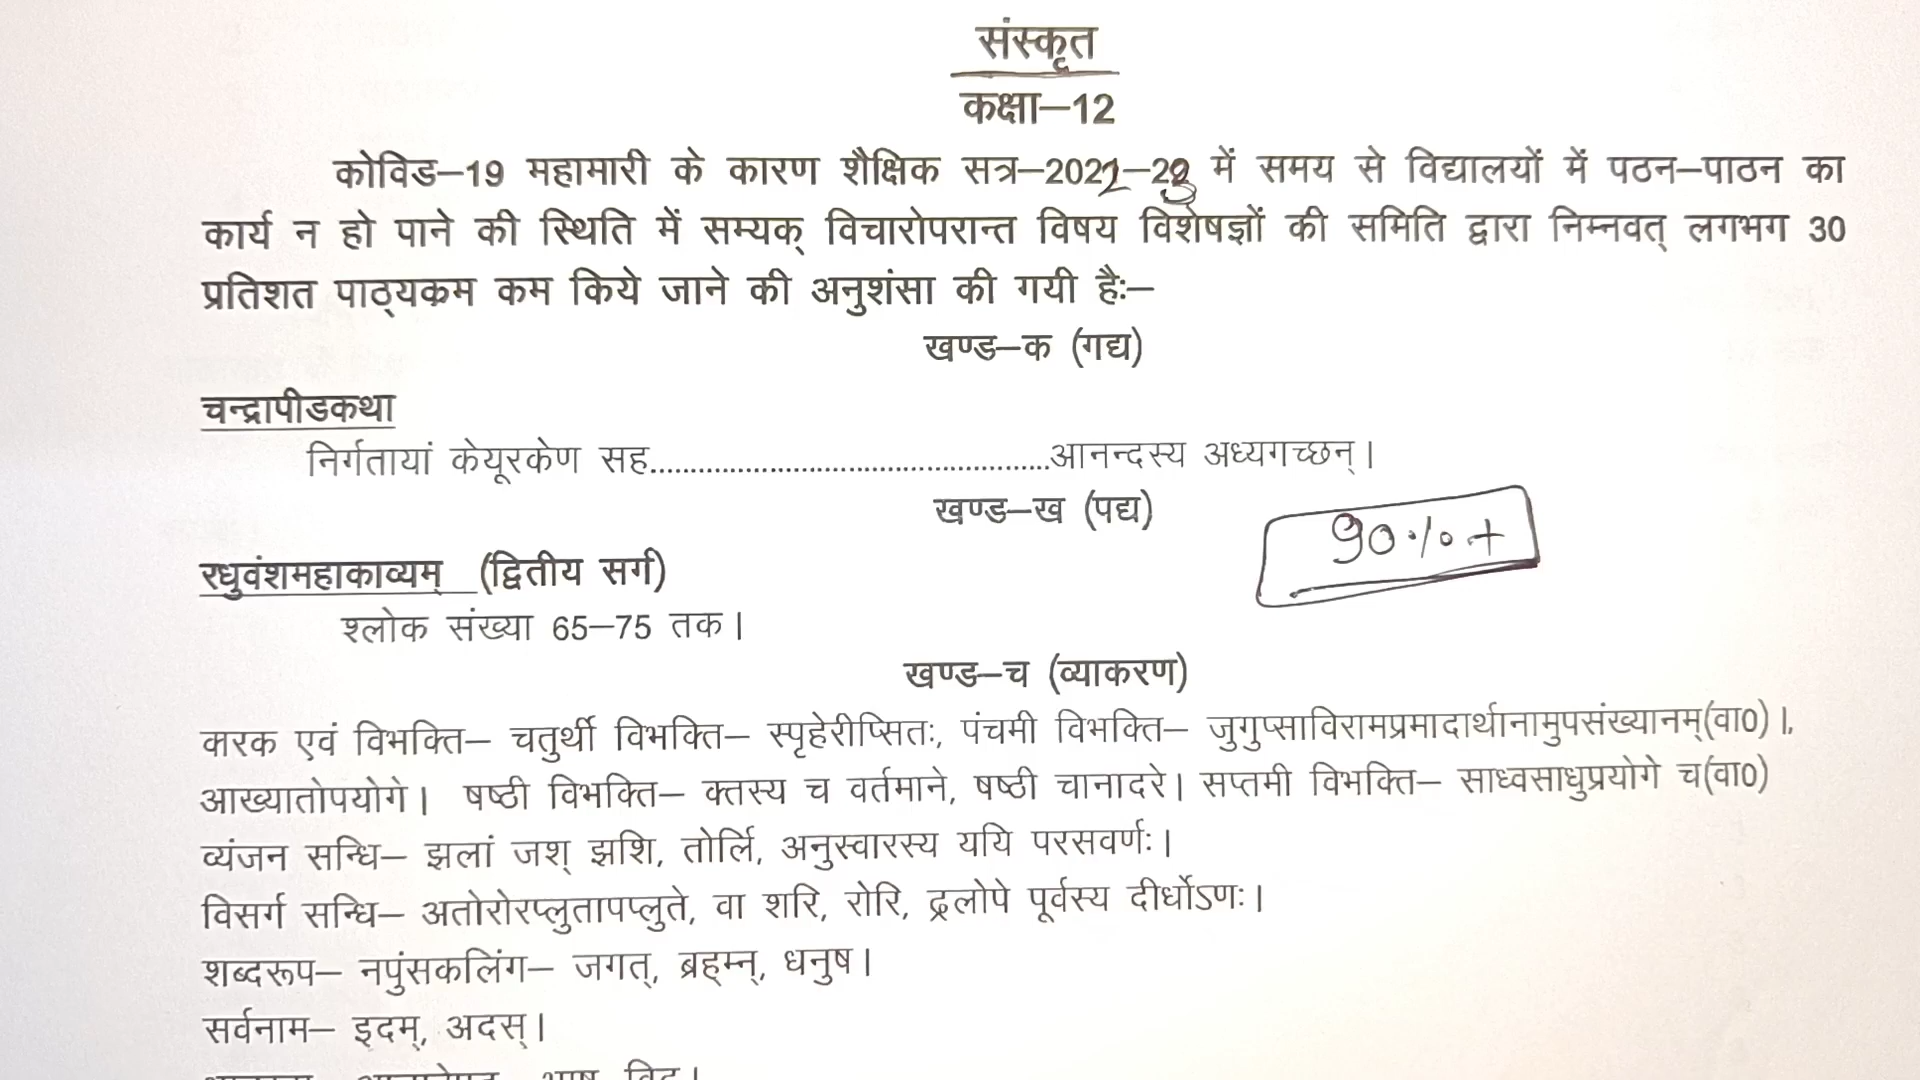 संस्कृत
कक्षा–12
कोविड–19 महामारी के कारण शैक्षिक सत्र–2022–23 में समय से विद्यालयों में पठन–पाठन का
कार्य न हो पाने की स्थिति में सम्यक् विचारोपरान्त विषय विशेषज्ञों की समिति द्वारा निम्नवत् लगभग 30
प्रतिशत पाठ्यकम कम किये जाने की अनुशंसा की गयी हैः–
खण्ड–क (गद्य)
चन्द्रापीडकथा
निर्गतायां केयूरकेण सह..................................................आनन्दस्य अध्यगच्छन्।
खण्ड–ख (पद्य)
90%+
रधुवंशमहाकाव्यम् (द्वितीय सर्ग)
श्लोक संख्या 65–75 तक।
खण्ड–च (व्याकरण)
कारक एवं विभक्ति– चतुर्थी विभक्ति– स्पृहेरीप्सितः, पंचमी विभक्ति– जुगुप्साविरामप्रमादार्थानामुपसंख्यानम्(वा0)।,
आख्यातोपयोगे। षष्ठी विभक्ति– क्तस्य च वर्तमाने, षष्ठी चानादरे। सप्तमी विभक्ति– साध्वसाधुप्रयोगे च(वा0)
व्यंजन सन्धि– झलां जश् झशि, तोर्लि, अनुस्वारस्य ययि परसवर्णः।
विसर्ग सन्धि– अतोरोरप्लुतापप्लुते, वा शरि, रोरि, द्रलोपे पूर्वस्य दीर्धोऽणः।
शब्दरूप– नपुंसकलिंग– जगत्, ब्रह्म्न्, धनुष।
सर्वनाम– इदम्, अदस्।